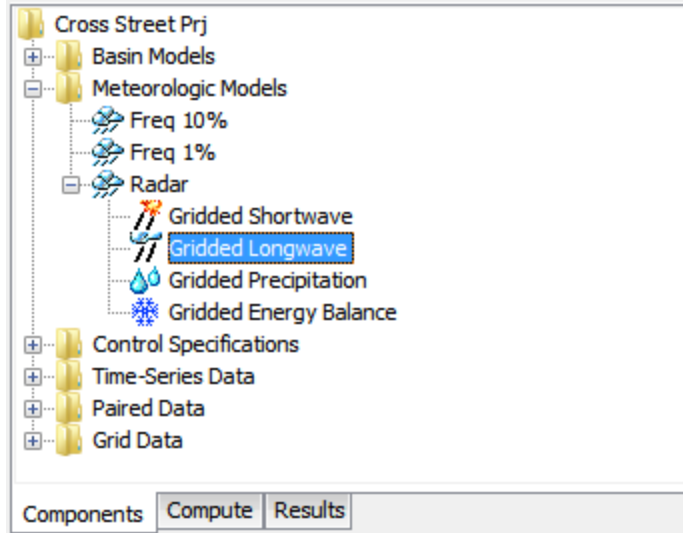 Cross Street Prj
Basin Models
Meteorologic Models
Freq 10%
Freq 1%
Radar
Gridded Shortwave
Gridded Longwave
Gridded Precipitation
Gridded Energy Balance
Control Specifications
Time-Series Data
Paired Data
Grid Data
Components Compute Results